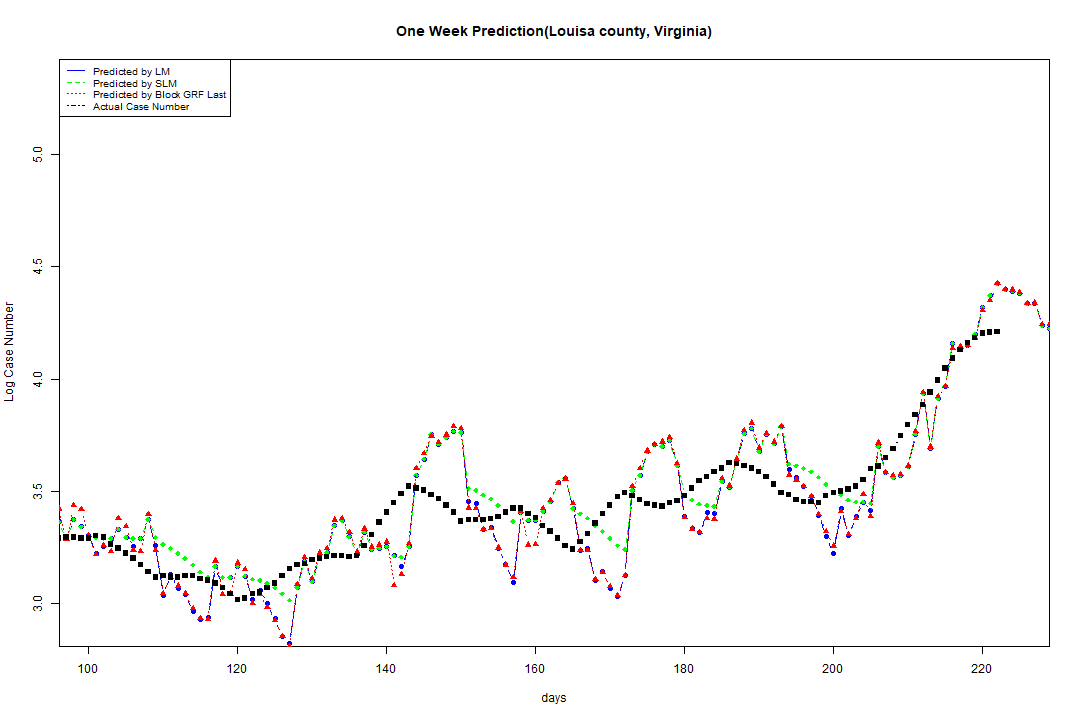 One Week Prediction(Louisa county, Virginia)
Predicted by LM
Predicted by SLM
Predicted by Block GRF Last
Actual Case Number
5.0
4.5
4.0
3.5
3.0
Log Case Number
100 120 140 160 180 200 220
days